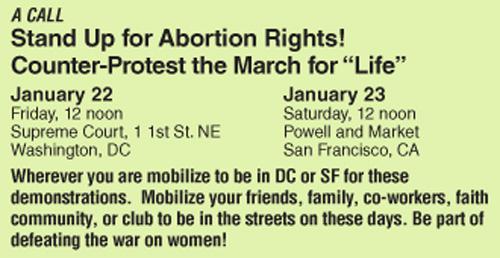 A CALL
Stand Up for Abortion Rights!
Counter-Protest the March for “Life”
January 22
Friday, 12 noon
Supreme Court, 1 1st St. NE
Washington, DC
January 23
Saturday, 12 noon
Powell and Market
San Francisco, CA
Wherever you are mobilize to be in DC or SF for these
demonstrations. Mobilize your friends, family, co-workers, faith
community, or club to be in the streets on these days. Be part of
defeating the war on women!